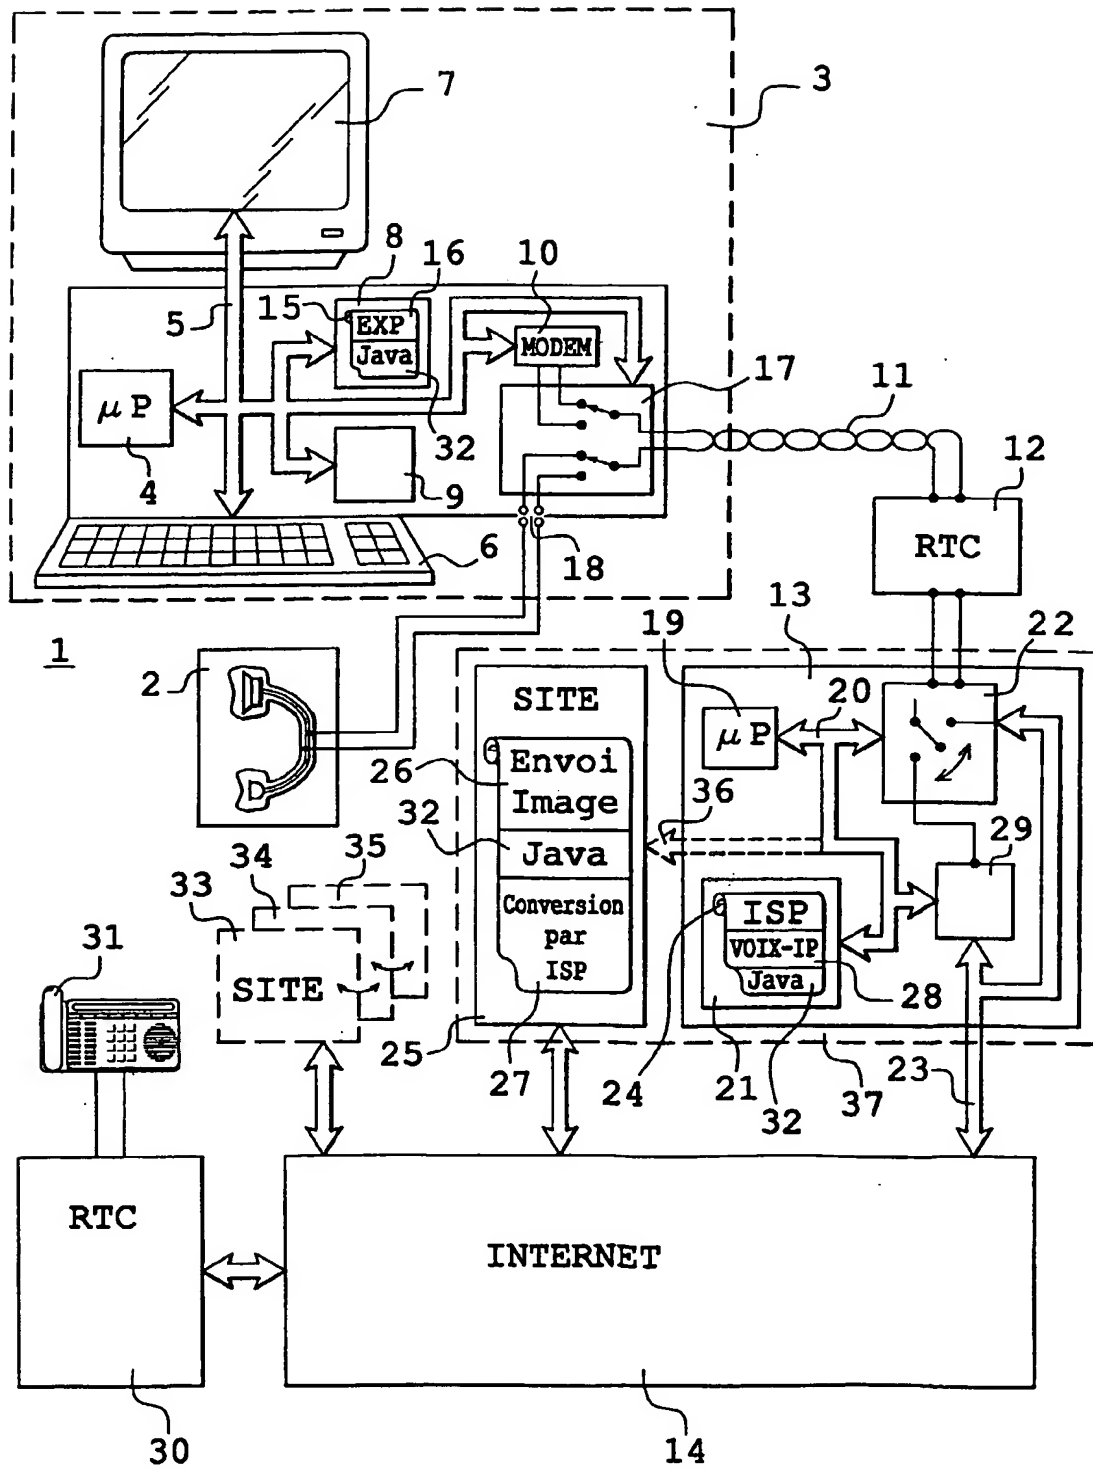 7
3
8
16
10
15
5
EXP
Java
MODEM
17
11
μP
32
4
9
12
RTC
6
18
1
2
19
13
22
20
SITE
μP
26
Envoi
Image
36
32
Java
29
35
34
33
Conversion
par
ISP
24
ISP
VOIX-IP
Java
31
SITE
28
25
27
24
21
32
37
23
RTC
INTERNET
30
14